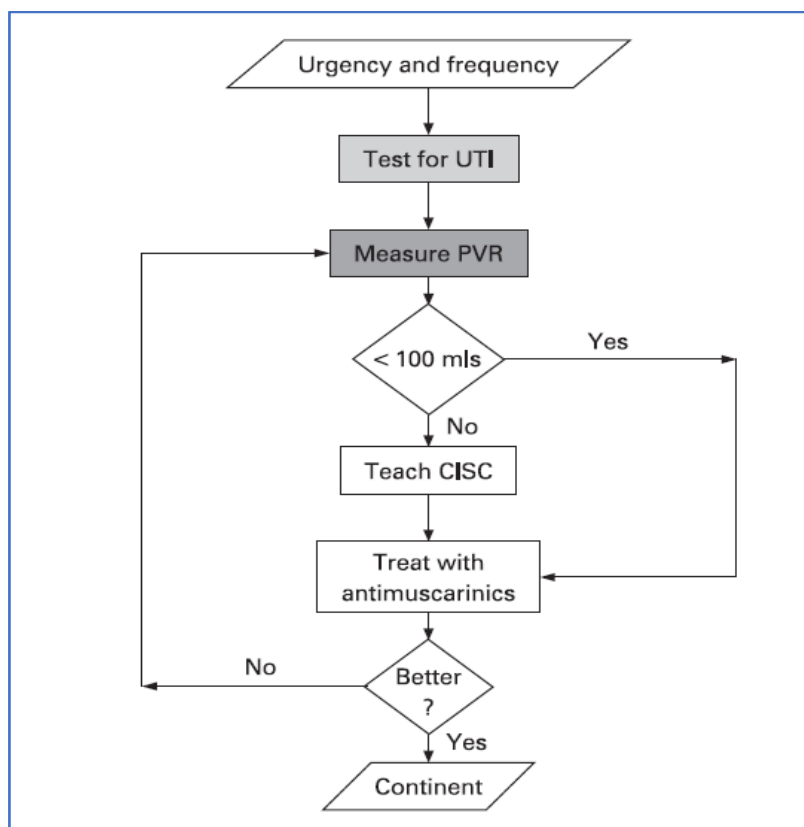 Urgency and frequency
Test for UTI
Measure PVR
< 100 mls
Yes
No
Teach CISC
Treat with
antimuscarinics
Better
?
No
Yes
Continent